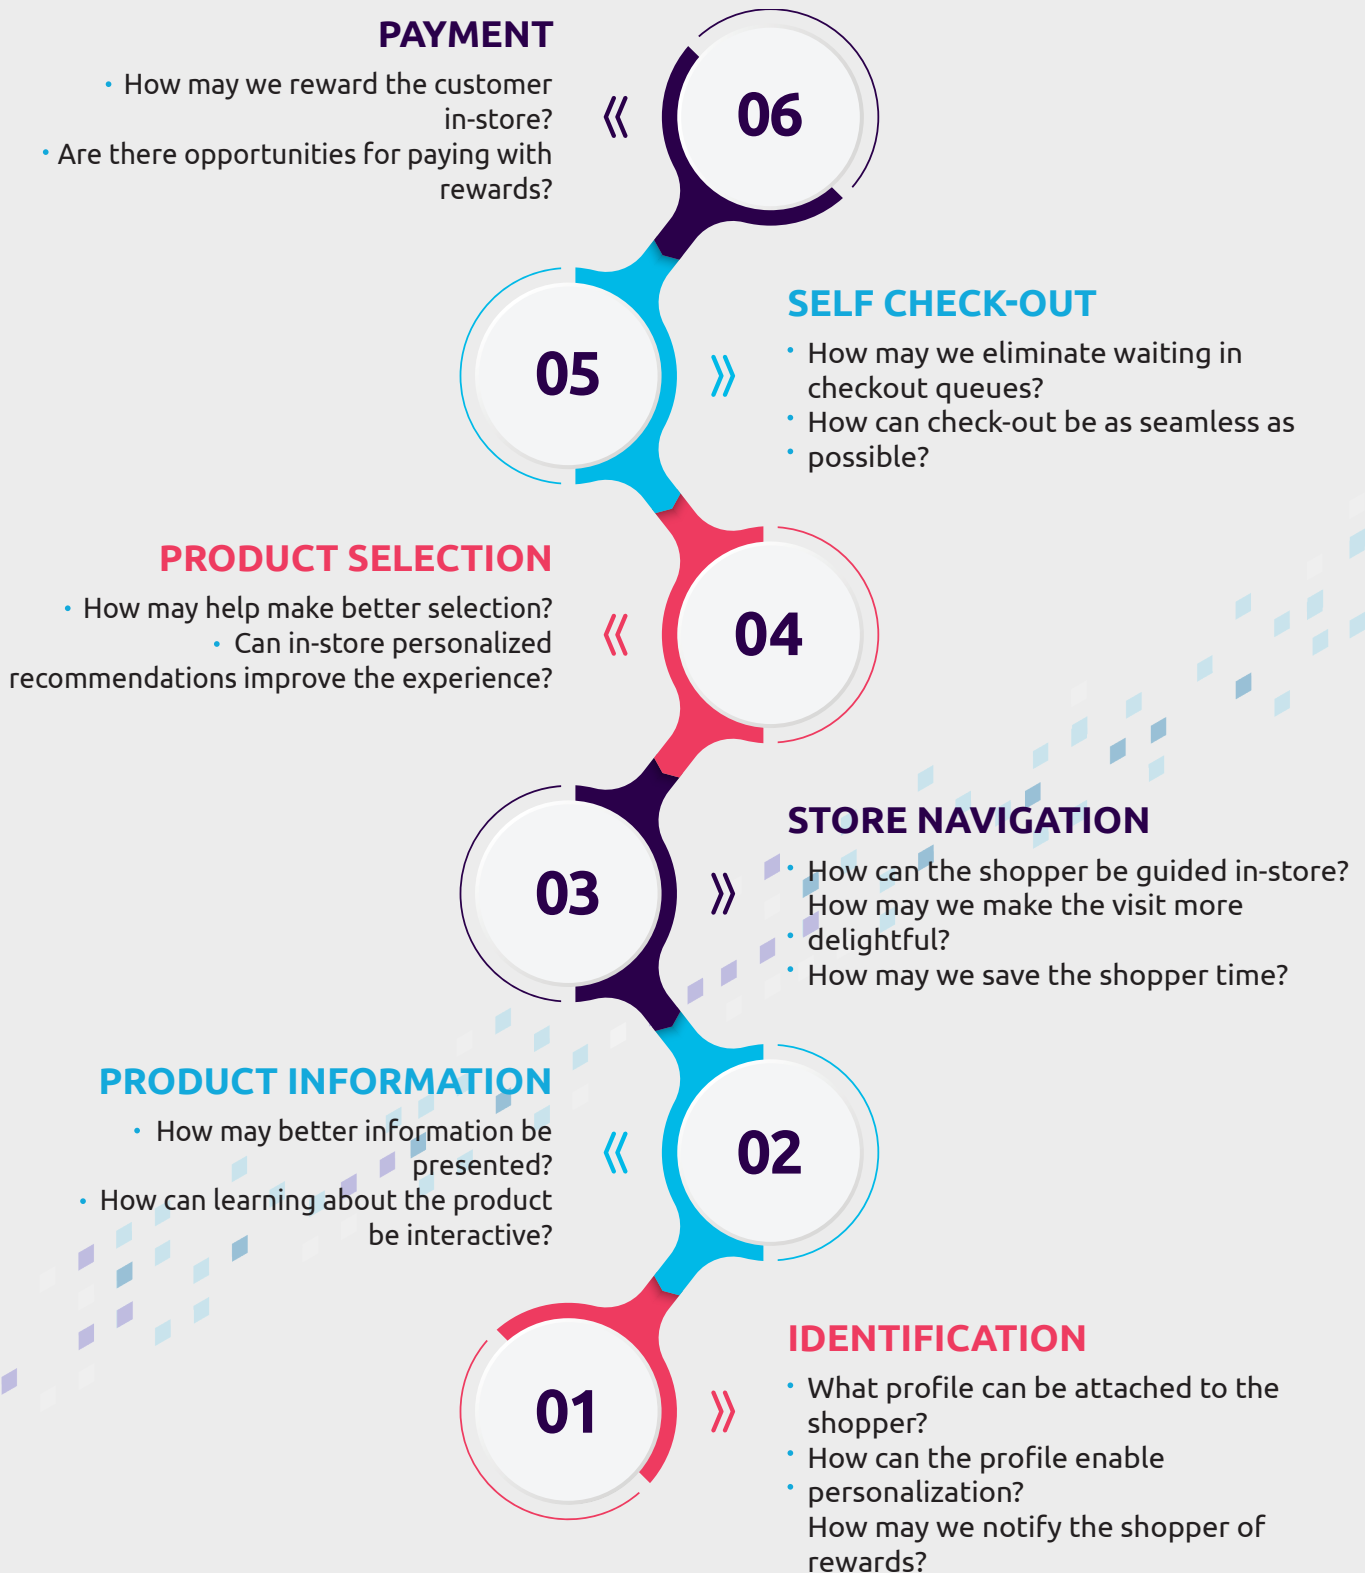 PAYMENT
• How may we reward the customer
in-store?
• Are there opportunities for paying with
rewards?
06
05
SELF CHECK-OUT
• How may we eliminate waiting in
checkout queues?
• How can check-out be as seamless as
• possible?
PRODUCT SELECTION
• How may help make better selection?
• Can in-store personalized
recommendations improve the experience?
04
03
STORE NAVIGATION
• How can the shopper be guided in-store?
How may we make the visit more
• delightful?
• How may we save the shopper time?
PRODUCT INFORMATION
• How may better information be
presented?
• How can learning about the product
be interactive?
02
01
IDENTIFICATION
• What profile can be attached to the
shopper?
• How can the profile enable
• personalization?
How may we notify the shopper of
rewards?